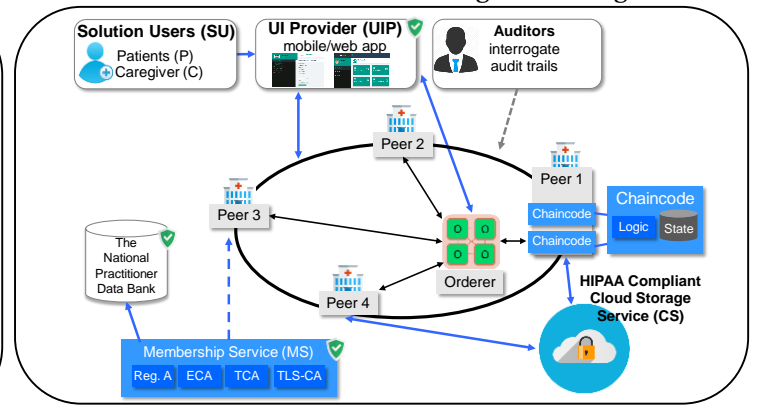 Solution Users (SU)
Patients (P)
Caregiver (C)
UI Provider (UIP)
mobile/web app
Auditors
interrogate
audit trails
Peer 2
Peer 1
Chaincode
Chaincode
Chaincode
Logic
State
Peer 3
O O
O O
Orderer
Peer 4
The
National
Practitioner
Data Bank
HIPAA Compliant
Cloud Storage
Service (CS)
Membership Service (MS)
Reg. A ECA TCA TLS-CA